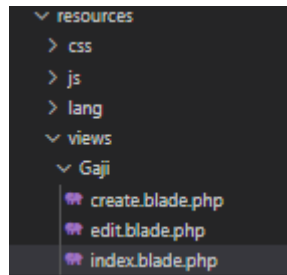 resources
css
js
lang
views
Gaji
create.blade.php
edit.blade.php
index.blade.php